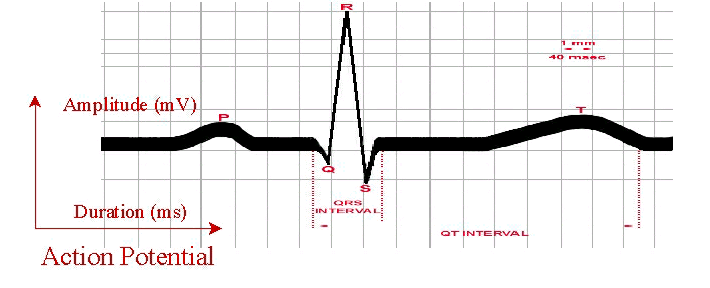 R
1 mm
40 msec
Amplitude (mV)
P
T
Q
S
QRS
INTERVAL
Duration (ms)
QT INTERVAL
Action Potential